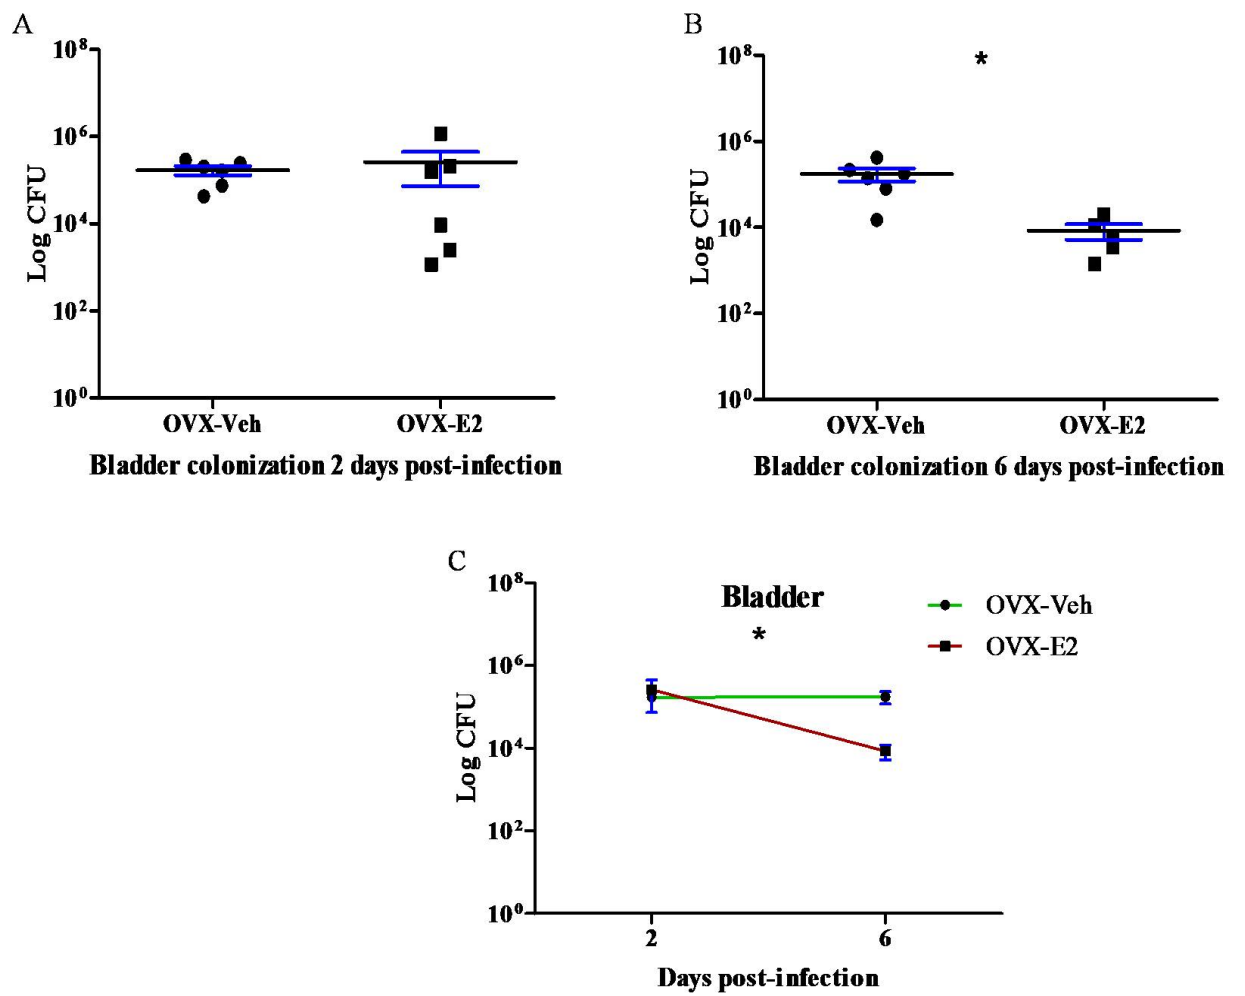 A
10⁸
10⁶
10⁴
10²
10⁰
Log CFU
OVX-Veh OVX-E2
Bladder colonization 2 days post-infection
B
*
10⁸
10⁶
10⁴
10²
10⁰
Log CFU
OVX-Veh OVX-E2
Bladder colonization 6 days post-infection
C
Bladder
*
OVX-Veh
OVX-E2
10⁸
10⁶
10⁴
10²
10⁰
Log CFU
2 6
Days post-infection